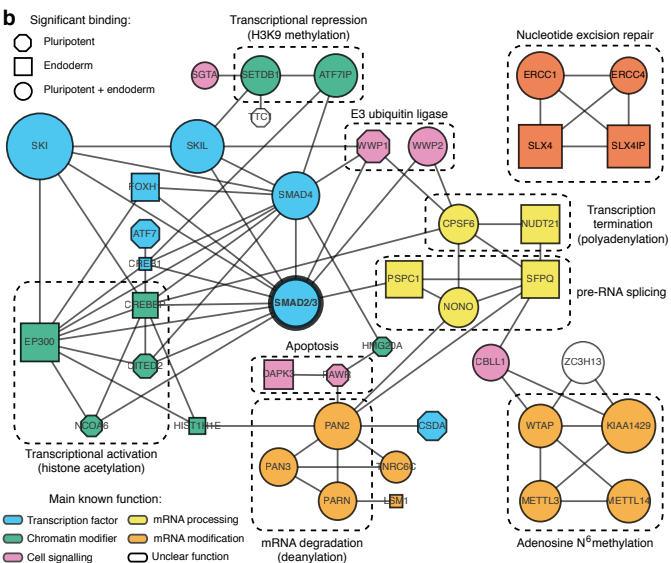 b
Significant binding:
Pluripotent
Endoderm
Pluripotent + endoderm
Transcriptional repression
(H3K9 methylation)
SGTA
SETDB1
ATF7IP
TTC1
Nucleotide excision repair
ERCC1
ERCC4
SLX4
SLX4IP
E3 ubiquitin ligase
WWP1
WWP2
SKI
SKIL
FOXH1
SMAD4
ATF7
CREB1
CPSF6
NUDT21
Transcription
termination
(polyadenylation)
PSPC1
SFPQ
NONO
pre-RNA splicing
CREBBP
SMAD2/3
EP300
CITED2
HMG20A
NCOA6
HIST1H1E
Transcriptional activation
(histone acetylation)
Apoptosis
DAPK3
PAWR
CBLL1
ZC3H13
PAN2
CSDA
PAN3
TNRC6C
PARN
LSM1
mRNA degradation
(deanylation)
WTAP
KIAA1429
METTL3
METTL14
Adenosine N6methylation
Main known function:
Transcription factor
mRNA processing
Chromatin modifier
mRNA modification
Cell signalling
Unclear function